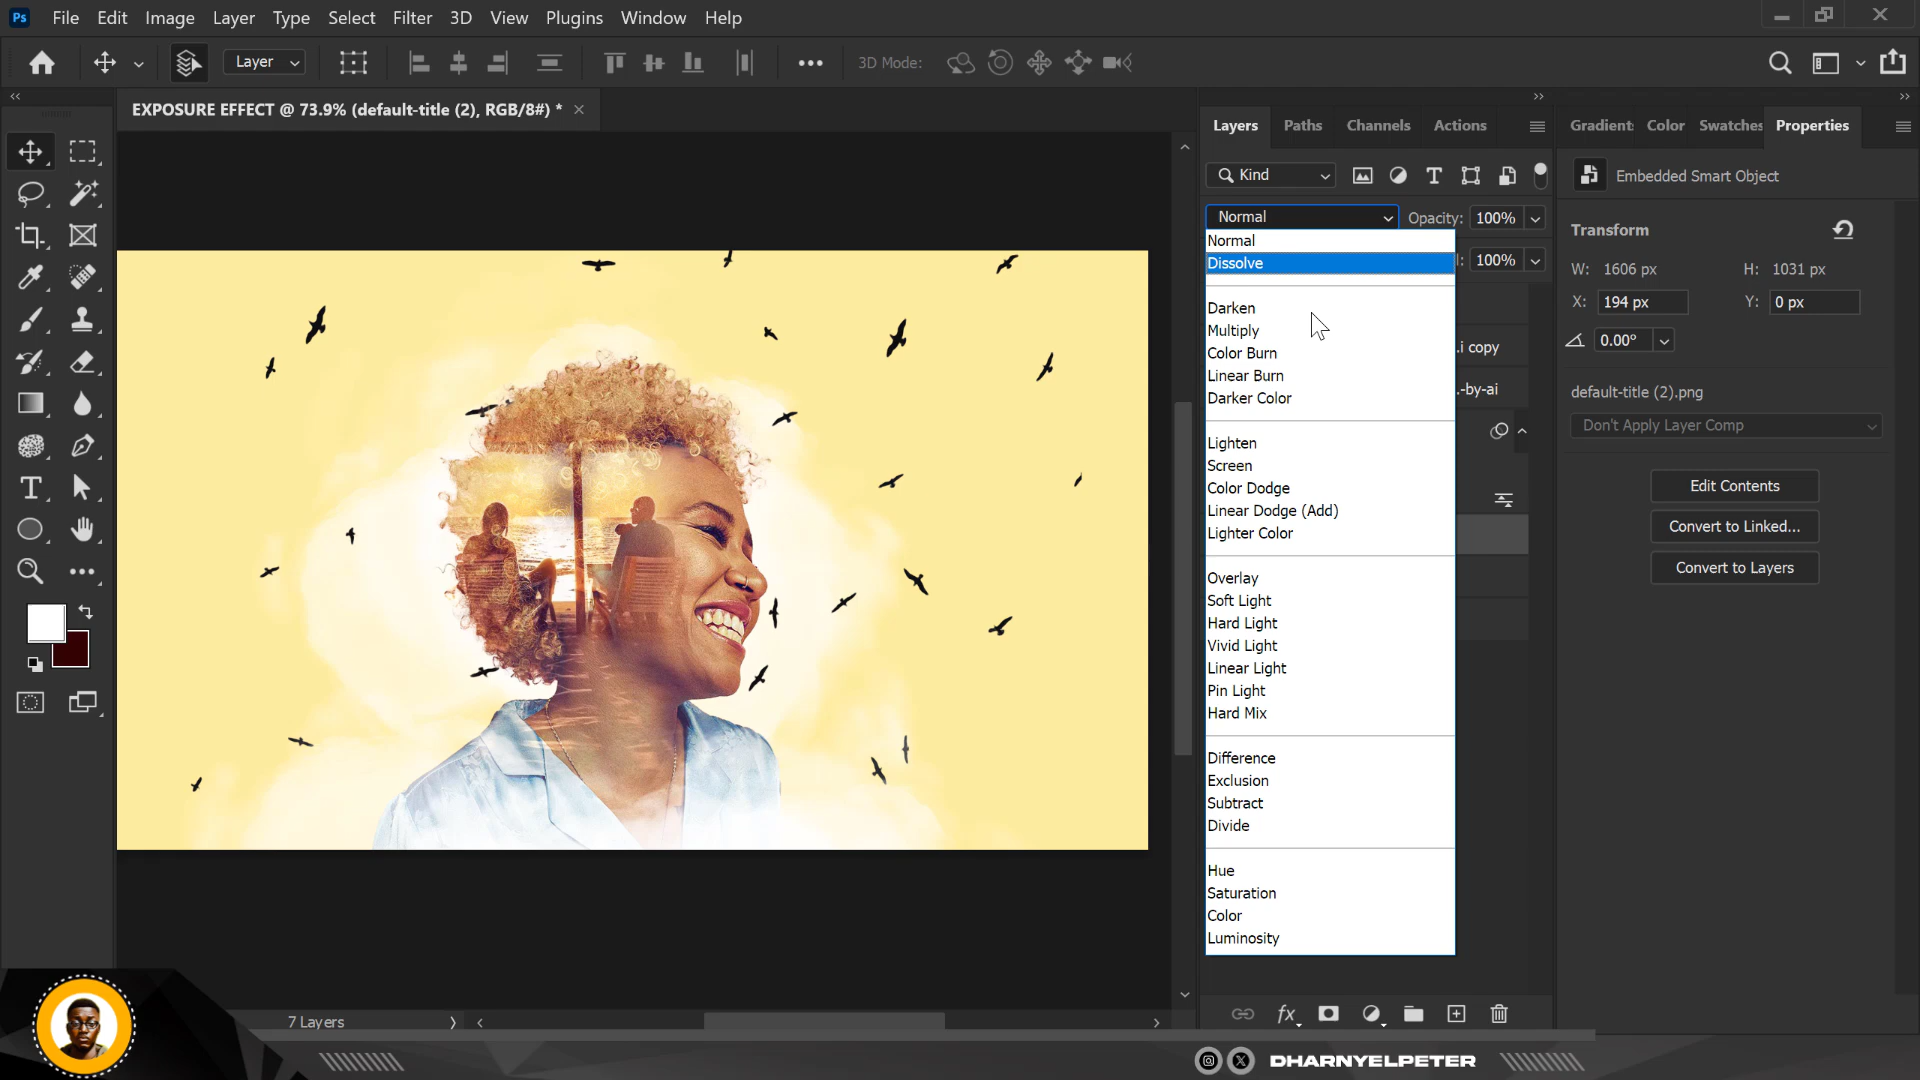 Ps File Edit Image Layer Type Select Filter 3D View Plugins Window Help
Layer 3D Mode:
EXPOSURE EFFECT @ 73.9% (default-title (2), RGB/8#) *
Layers Paths Channels Actions
Gradient Color Swatches Properties
Kind
Embedded Smart Object
Normal Opacity: 100%
Normal
Dissolve
100%
Darken
Multiply
Color Burn
Linear Burn
Darker Color
Lighten
Screen
Color Dodge
Linear Dodge (Add)
Lighter Color
Overlay
Soft Light
Hard Light
Vivid Light
Linear Light
Pin Light
Hard Mix
Difference
Exclusion
Subtract
Divide
Hue
Saturation
Color
Luminosity
.i copy
.-by-ai
Transform
W: 1606 px H: 1031 px
X: 194 px Y: 0 px
0.00°
default-title (2).png
Don't Apply Layer Comp
Edit Contents
Convert to Linked...
Convert to Layers
7 Layers
fx
DHARNYELPETER